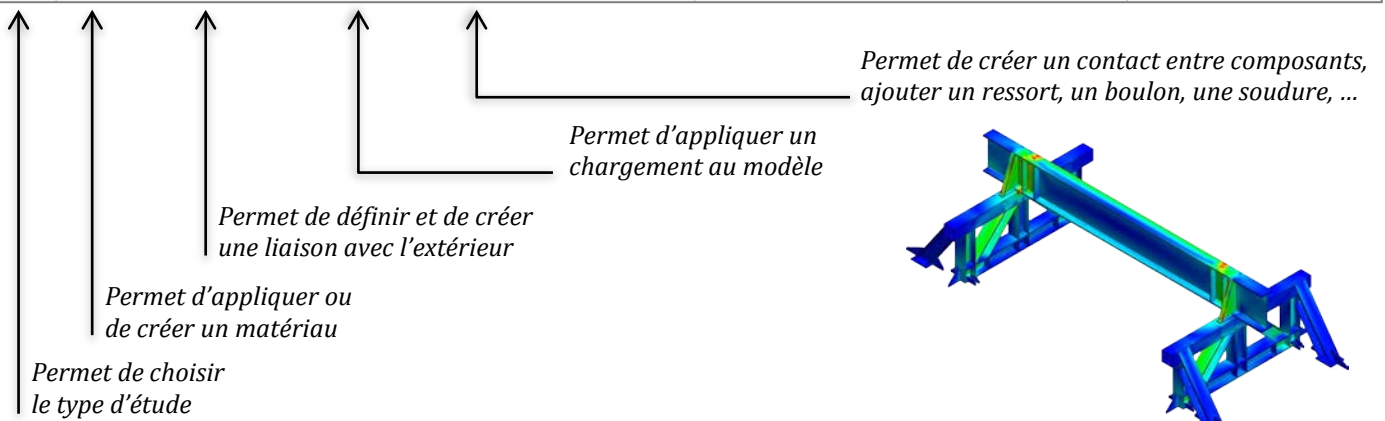 Permet de créer un contact entre composants,
ajouter un ressort, un boulon, une soudure, …
Permet d’appliquer un
chargement au modèle
Permet de définir et de créer
une liaison avec l’extérieur
Permet d’appliquer ou
de créer un matériau
Permet de choisir
le type d’étude